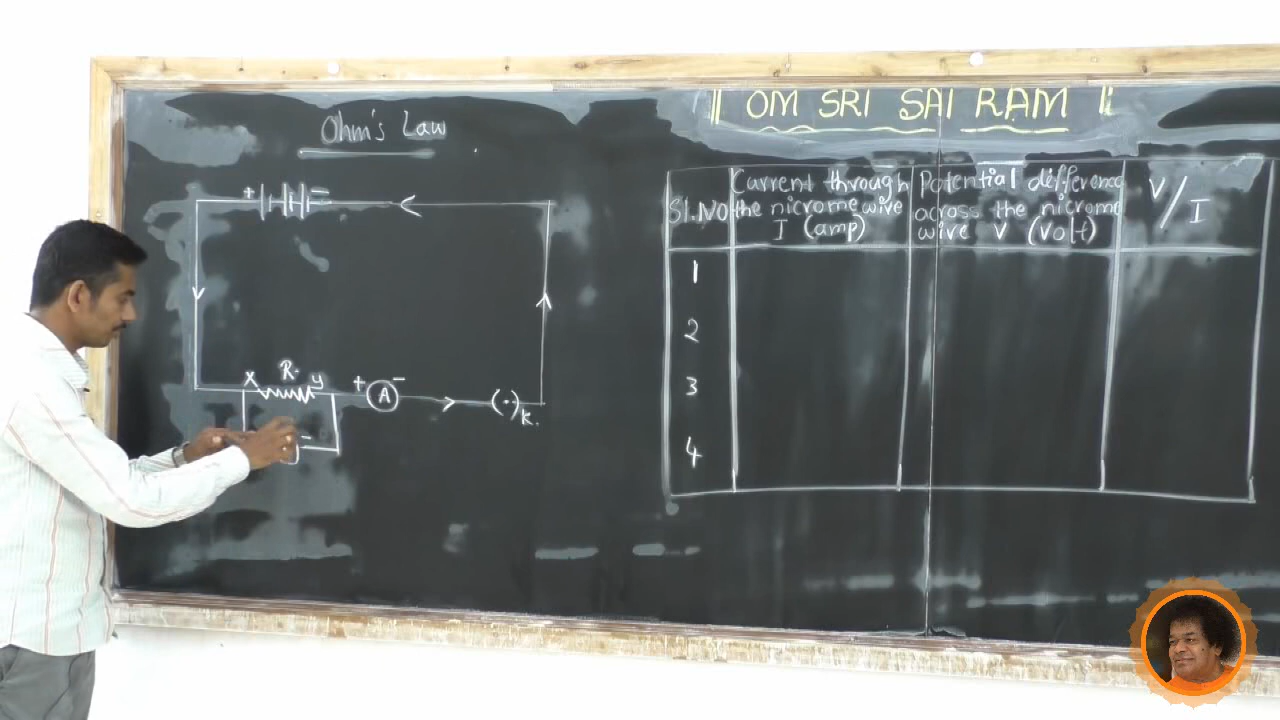 || OM SRI SAI RAM ||
Ohm's Law
+ -
X R. y
+ A -
(·) K.
-
Sl.No
Current through
the nicrome wire
I (amp)
Potential difference
across the nicrome
wire V (volt)
V/I
1
2
3
4